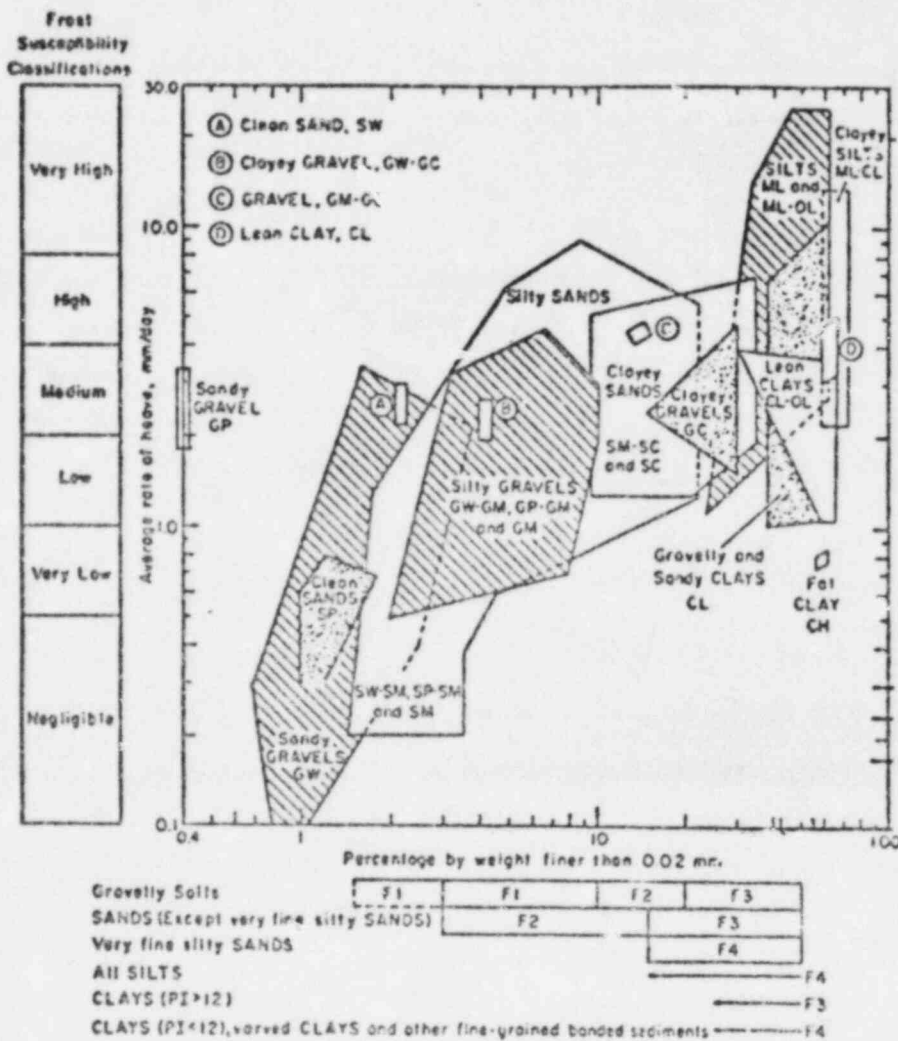 Frost
Susceptibility
Classifications
Very High
High
Medium
Low
Very Low
Negligible
Average rate of heave, mm/day
30.0
10.0
1.0
0.1
Ⓐ Clean SAND, SW
Ⓑ Clayey GRAVEL, GW-GC
Ⓒ GRAVEL, GM-G
Ⓓ Lean CLAY, CL
Clayey
SILTS
ML-CL
SILTS
ML and
ML-OL
Silty SANDS
Ⓒ
Ⓓ
Sandy
GRAVEL
GP
Ⓐ
Ⓑ
Clayey
SANDS
SM-SC
and SC
Clayey
GRAVELS
GC
Lean
CLAYS
CL-OL
Silty GRAVELS
GW-GM, GP-GM
and GM
Clean
SANDS
SP
Gravelly and
Sandy CLAYS
CL
Fat
CLAY
CH
SW-SM, SP-SM
and SM
Sandy
GRAVELS
GW
0.4
1
10
100
Percentage by weight finer than 0.02 mm.
Gravelly Soils F1 F1 F2 F3
SANDS (Except very fine silty SANDS) F2 F3
Very fine silty SANDS F4
All SILTS F4
CLAYS (PI>12) F3
CLAYS (PI<12), varved CLAYS and other fine-grained banded sediments F4